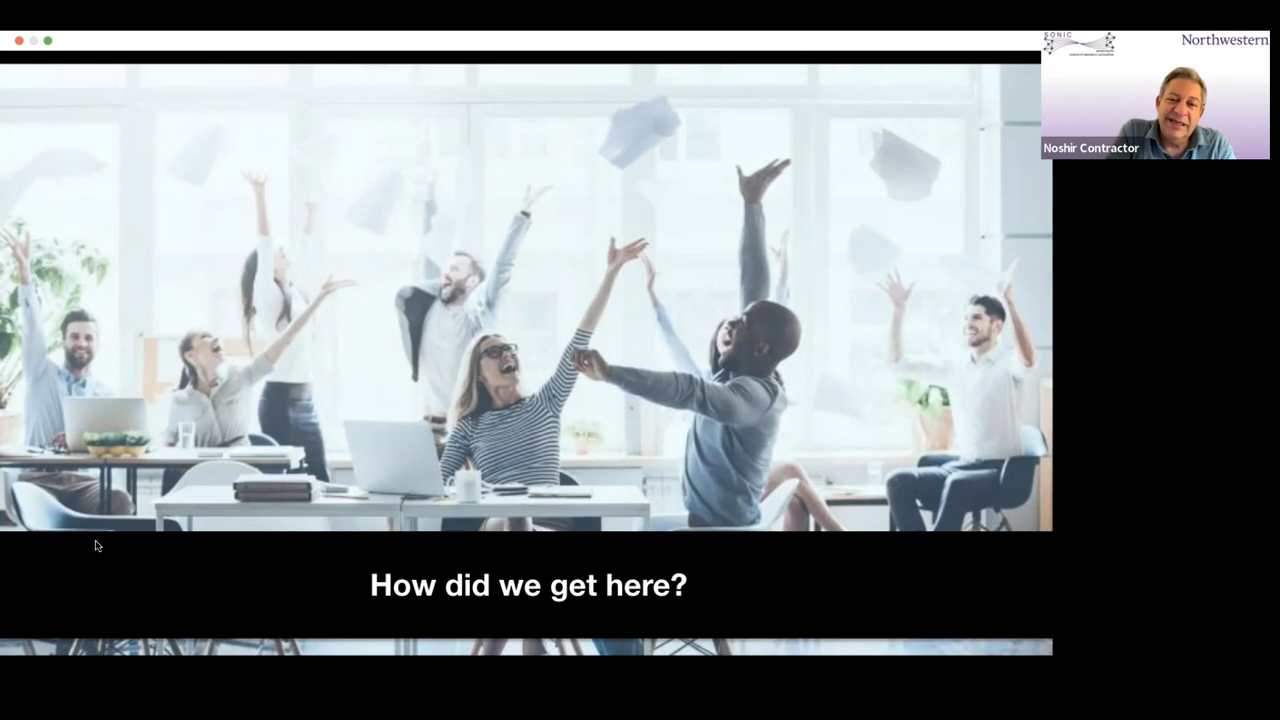 SONIC
Northwestern
Noshir Contractor
How did we get here?